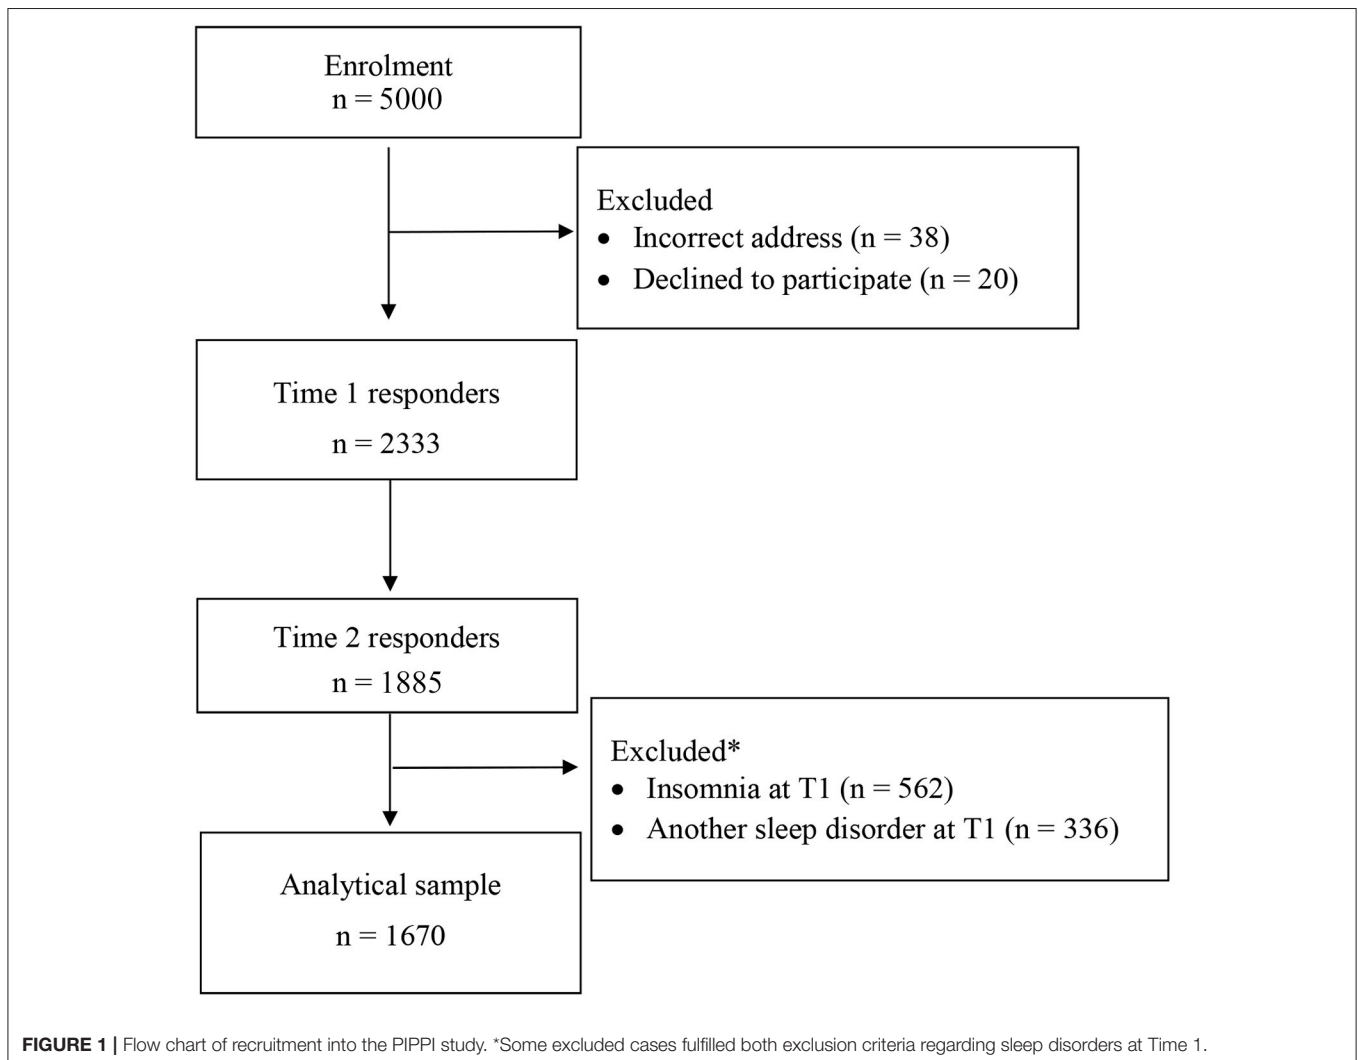 Enrolment
n = 5000
Excluded
• Incorrect address (n = 38)
• Declined to participate (n = 20)
Time 1 responders
n = 2333
Time 2 responders
n = 1885
Excluded*
• Insomnia at T1 (n = 562)
• Another sleep disorder at T1 (n = 336)
Analytical sample
n = 1670
FIGURE 1 | Flow chart of recruitment into the PIPPI study. *Some excluded cases fulfilled both exclusion criteria regarding sleep disorders at Time 1.